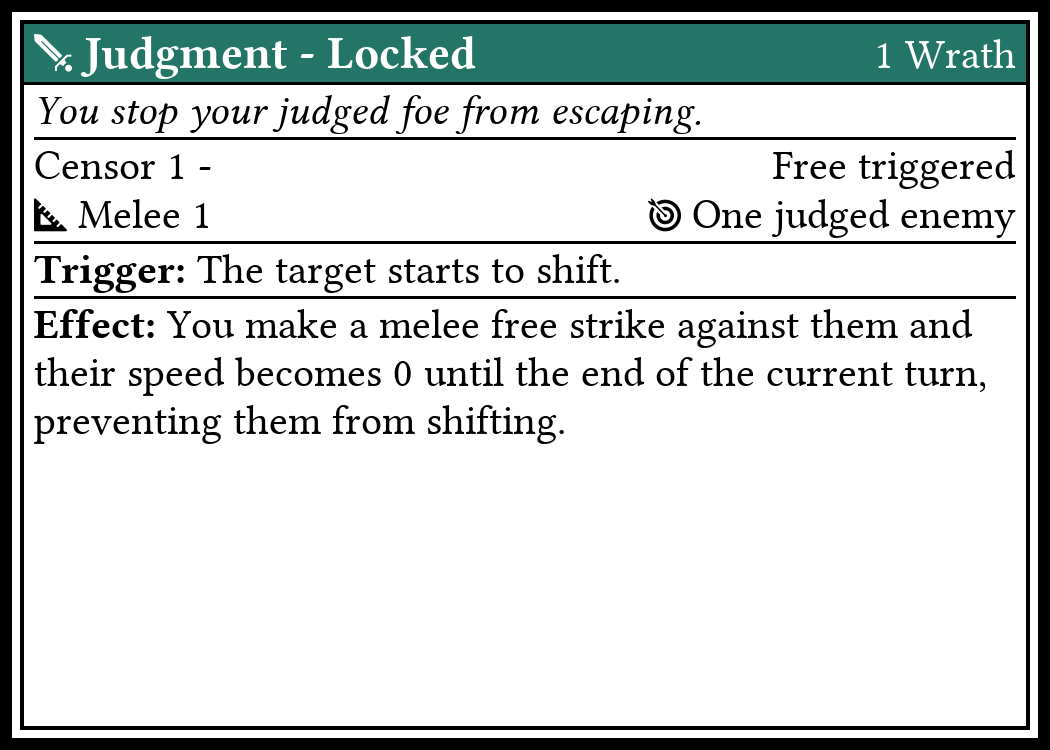 Judgment - Locked 1 Wrath
You stop your judged foe from escaping.
Censor 1 - Free triggered
Melee 1 One judged enemy
Trigger: The target starts to shift.
Effect: You make a melee free strike against them and
their speed becomes 0 until the end of the current turn,
preventing them from shifting.